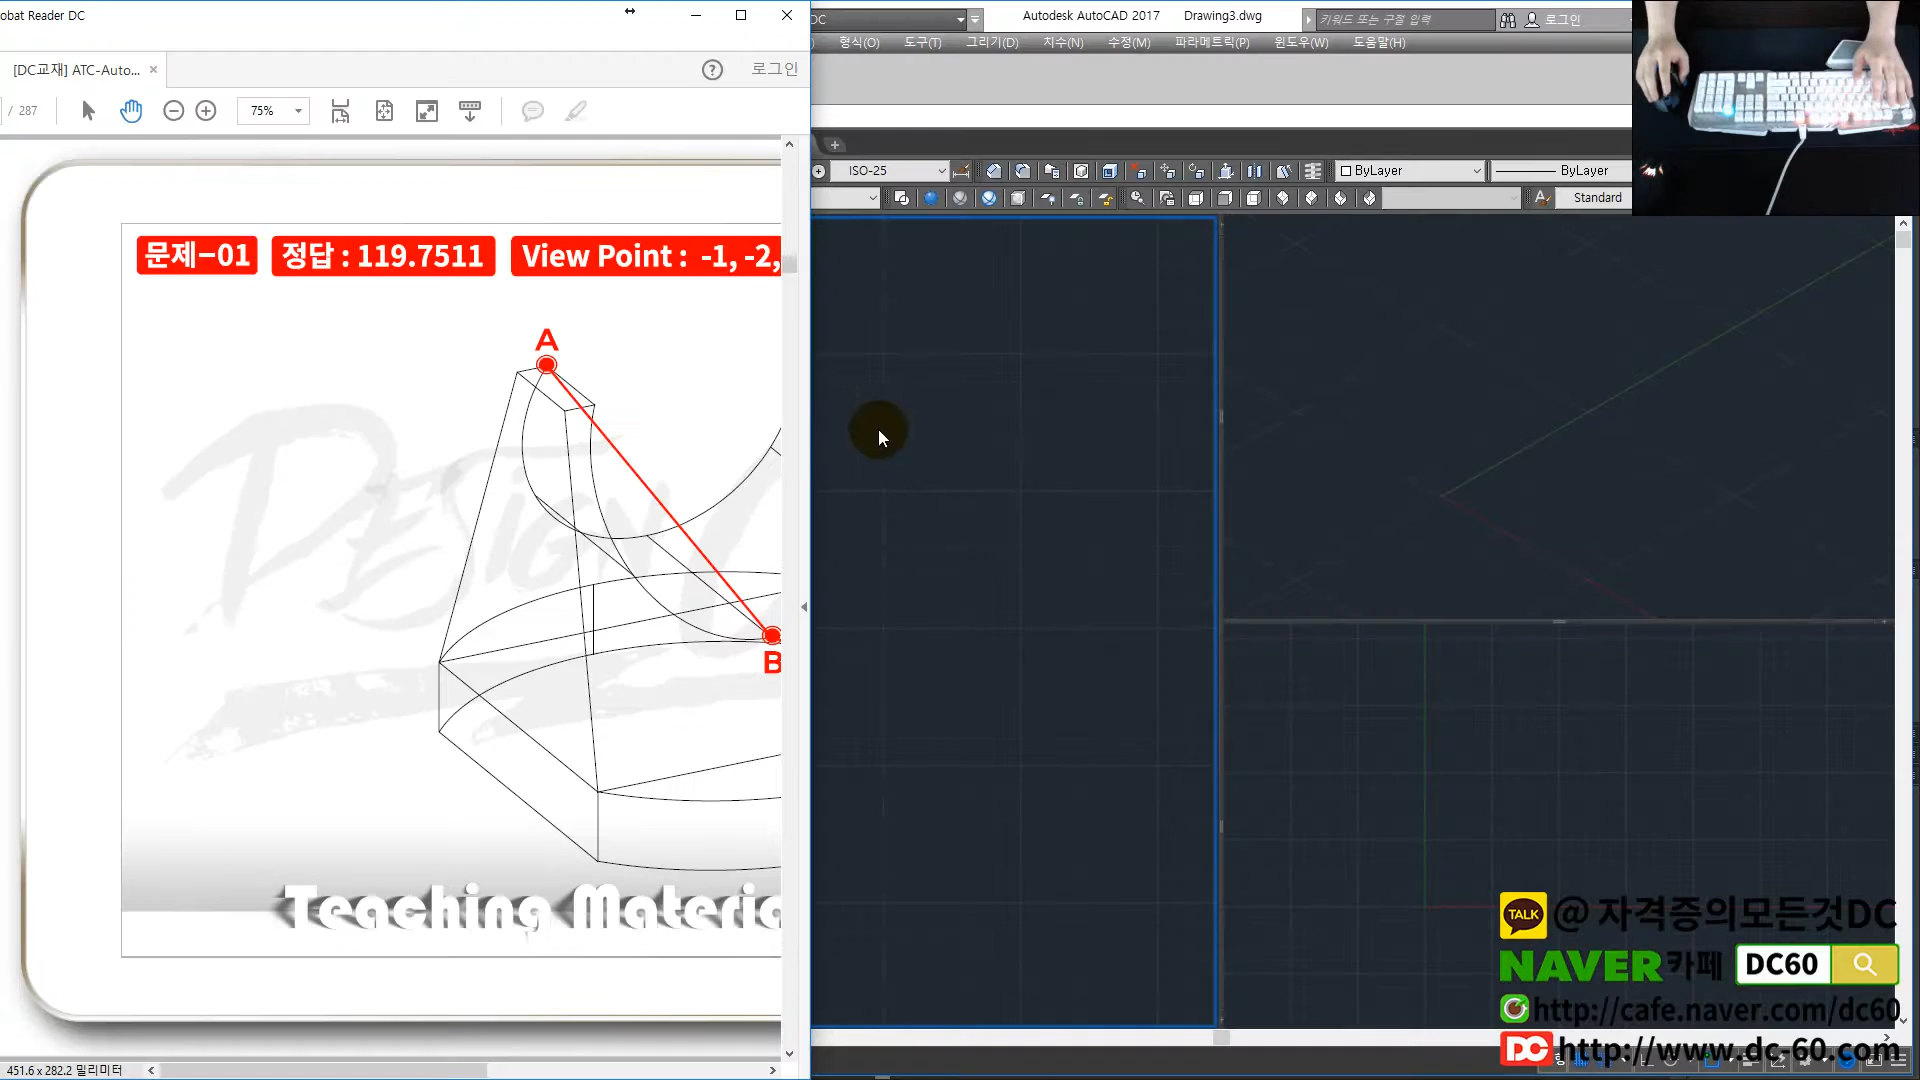 obat Reader DC
[DC교재] ATC-Auto...
로그인
/ 287
75%
문제-01
정답 : 119.7511
View Point : -1, -2,
A
B
DESIGN
Teaching Materia
451.6 x 282.2 밀리미터
DC
Autodesk AutoCAD 2017 Drawing3.dwg
키워드 또는 구절 입력
로그인
형식(O) 도구(T) 그리기(D) 치수(N) 수정(M) 파라메트릭(P) 윈도우(W) 도움말(H)
ISO-25
ByLayer
ByLayer
Standard
TALK @ 자격증의모든것DC
NAVER 카페 DC60
http://cafe.naver.com/dc60
DC http://www.dc-60.com